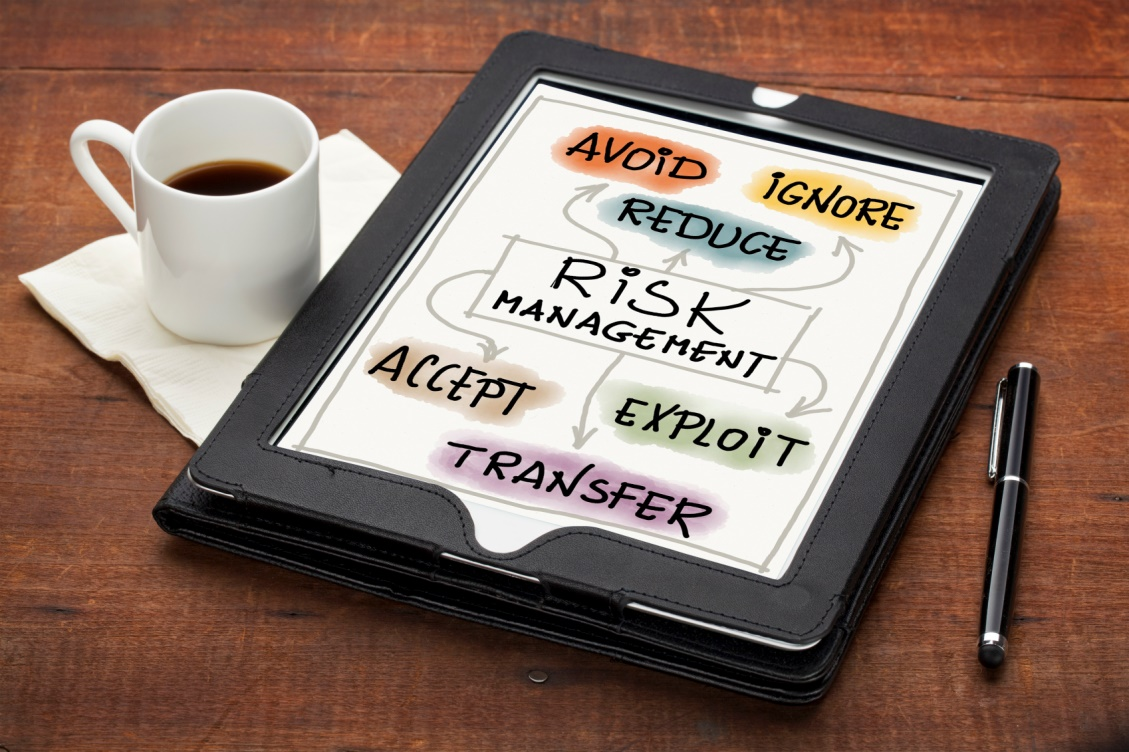 AVOiD
iGNORE
REDUCE
RiSK
MANAGEMENT
ACCEPT
EXPLOiT
TRANSFER